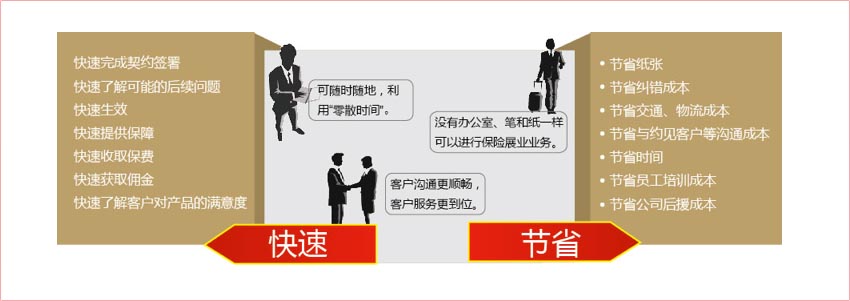 快速完成契约签署
快速了解可能的后续问题
快速生效
快速提供保障
快速收取保费
快速获取佣金
快速了解客户对产品的满意度
可随时随地，利
用“零散时间”。
没有办公室、笔和纸一样
可以进行保险展业业务。
客户沟通更顺畅，
客户服务更到位。
• 节省纸张
• 节省纠错成本
• 节省交通、物流成本
• 节省与约见客户等沟通成本
• 节省时间
• 节省员工培训成本
• 节省公司后援成本
快速
节省